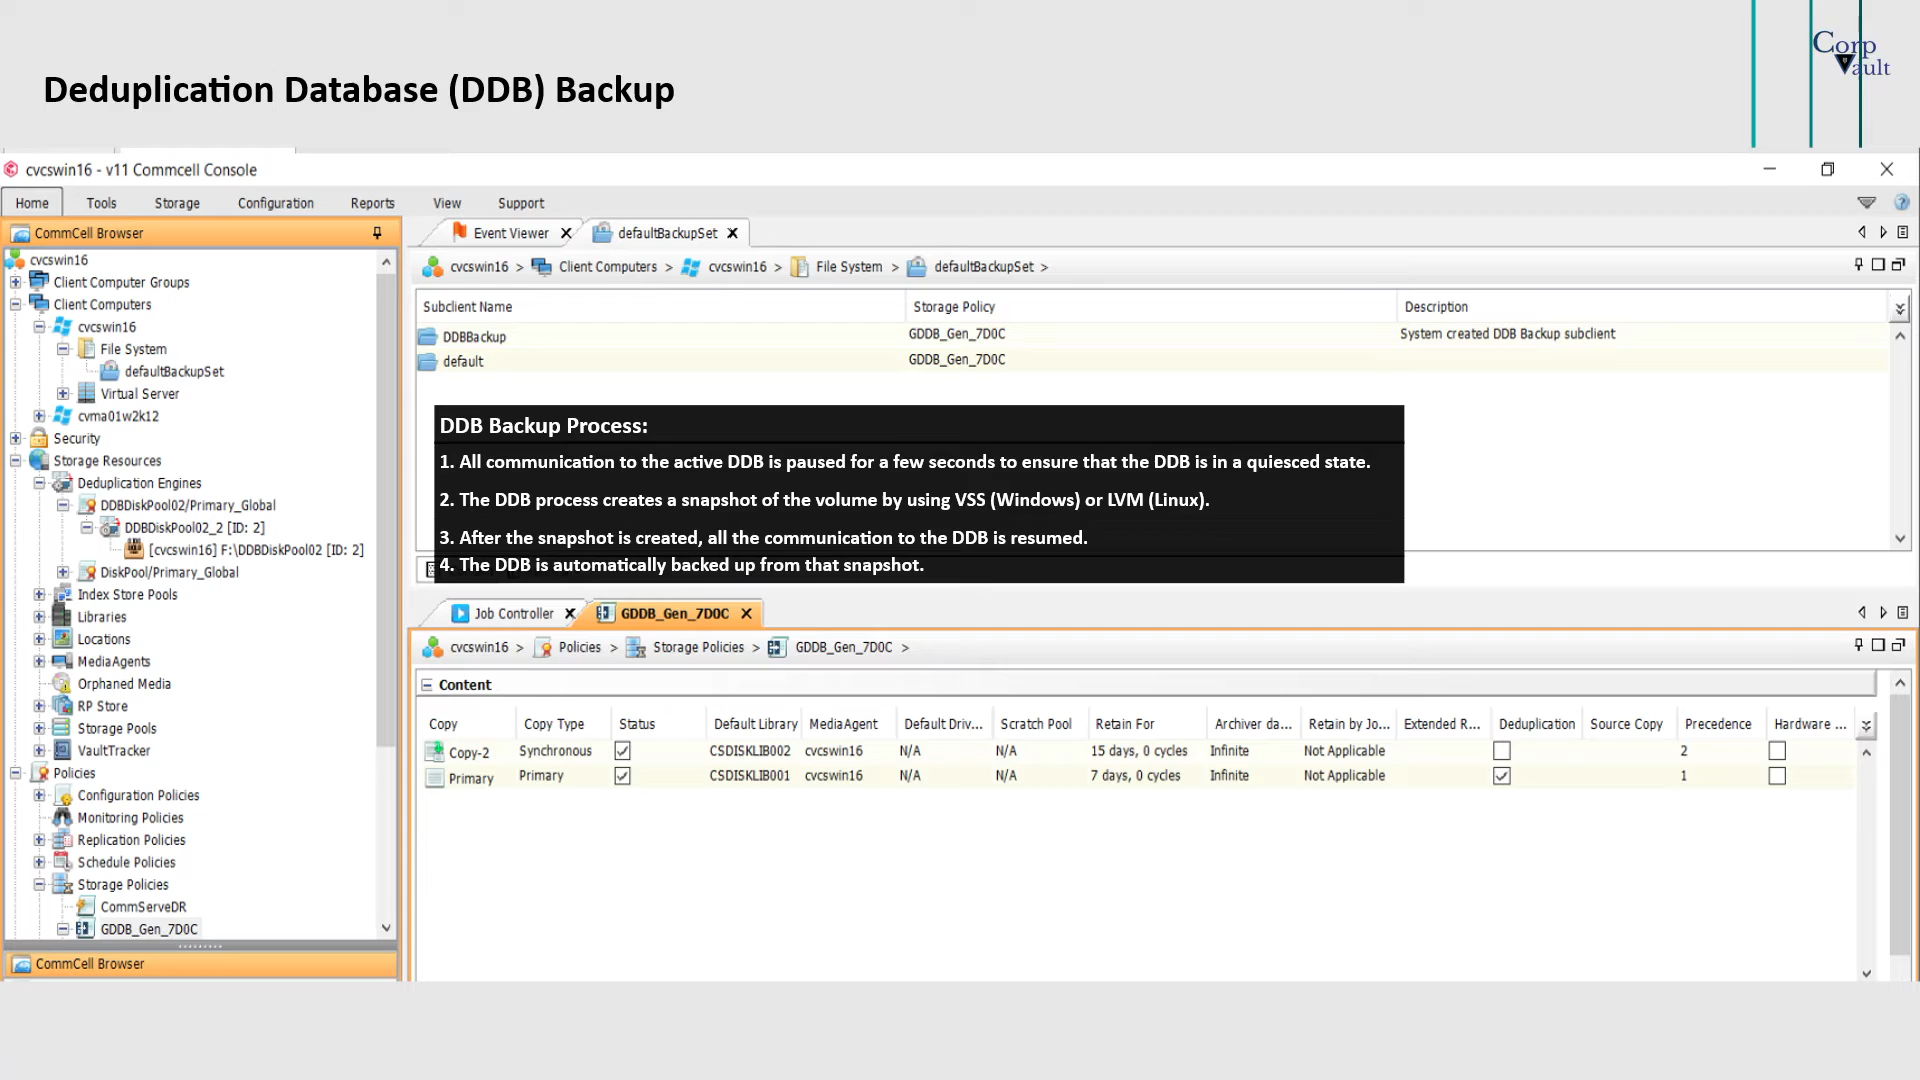 Corp
Vault
Deduplication Database (DDB) Backup
cvcswin16 - v11 Commcell Console
Home Tools Storage Configuration Reports View Support
CommCell Browser
cvcswin16
Client Computer Groups
Client Computers
cvcswin16
File System
defaultBackupSet
Virtual Server
cvma01w2k12
Security
Storage Resources
Deduplication Engines
DDBDiskPool02/Primary_Global
DDBDiskPool02_2 [ID: 2]
[cvcswin16] F:\DDBDiskPool02 [ID: 2]
DiskPool/Primary_Global
Index Store Pools
Libraries
Locations
MediaAgents
Orphaned Media
RP Store
Storage Pools
VaultTracker
Policies
Configuration Policies
Monitoring Policies
Replication Policies
Schedule Policies
Storage Policies
CommServeDR
GDDB_Gen_7D0C
CommCell Browser
Event Viewer defaultBackupSet
cvcswin16 > Client Computers > cvcswin16 > File System > defaultBackupSet >
Subclient Name Storage Policy Description
DDBBackup GDDB_Gen_7D0C System created DDB Backup subclient
default GDDB_Gen_7D0C
DDB Backup Process:
1. All communication to the active DDB is paused for a few seconds to ensure that the DDB is in a quiesced state.
2. The DDB process creates a snapshot of the volume by using VSS (Windows) or LVM (Linux).
3. After the snapshot is created, all the communication to the DDB is resumed.
4. The DDB is automatically backed up from that snapshot.
Job Controller GDDB_Gen_7D0C
cvcswin16 > Policies > Storage Policies > GDDB_Gen_7D0C >
Content
Copy Copy Type Status Default Library MediaAgent Default Driv... Scratch Pool Retain For Archiver da... Retain by Jo... Extended R... Deduplication Source Copy Precedence Hardware ...
Copy-2 Synchronous CSDISKLIB002 cvcswin16 N/A N/A 15 days, 0 cycles Infinite Not Applicable 2
Primary Primary CSDISKLIB001 cvcswin16 N/A N/A 7 days, 0 cycles Infinite Not Applicable 1